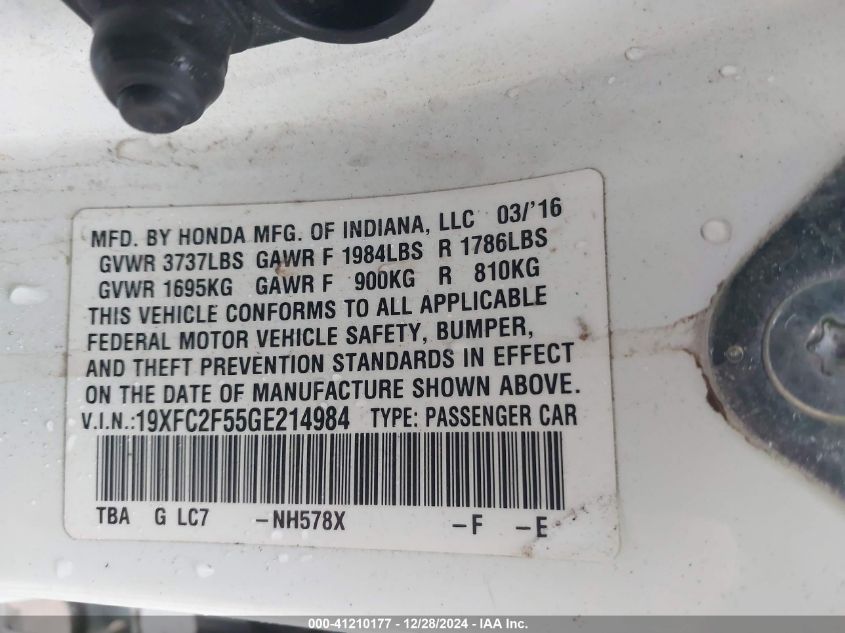 MFD. BY HONDA MFG. OF INDIANA, LLC 03/'16
GVWR 3737LBS GAWR F 1984LBS R 1786LBS
GVWR 1695KG GAWR F 900KG R 810KG
THIS VEHICLE CONFORMS TO ALL APPLICABLE
FEDERAL MOTOR VEHICLE SAFETY, BUMPER,
AND THEFT PREVENTION STANDARDS IN EFFECT
ON THE DATE OF MANUFACTURE SHOWN ABOVE.
V.I.N.:19XFC2F55GE214984 TYPE: PASSENGER CAR
TBA G LC7 -NH578X -F -E
000-41210177 - 12/28/2024 - IAA Inc.